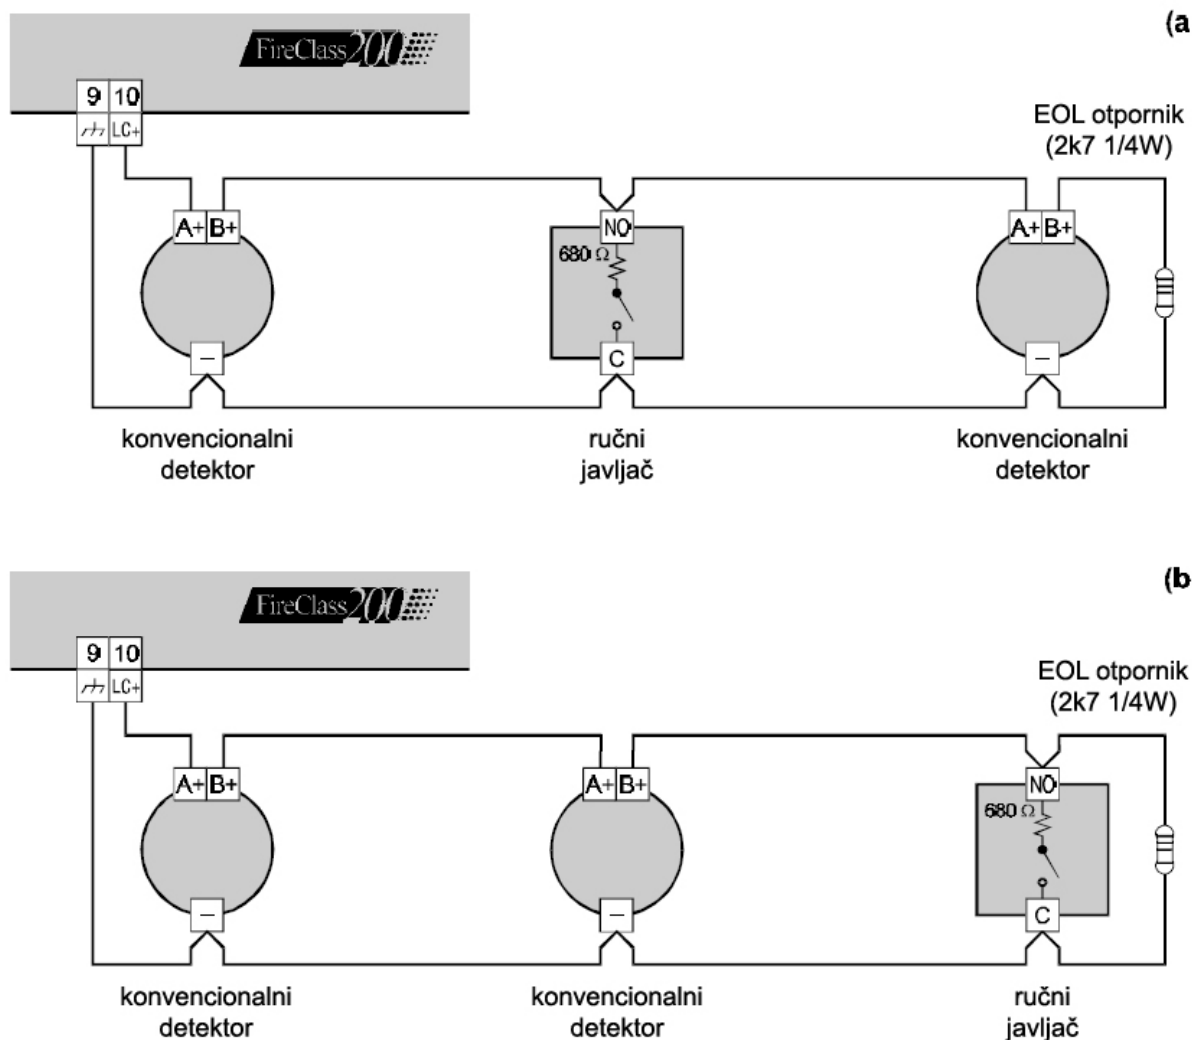 (a
FireClass200
9 10
LC+
EOL otpornik
(2k7 1/4W)
A+ B+
NO
A+ B+
680 Ω
–
C
–
konvencionalni
detektor
ručni
javljač
konvencionalni
detektor
(b
FireClass200
9 10
LC+
EOL otpornik
(2k7 1/4W)
A+ B+
A+ B+
NO
680 Ω
–
–
C
konvencionalni
detektor
konvencionalni
detektor
ručni
javljač